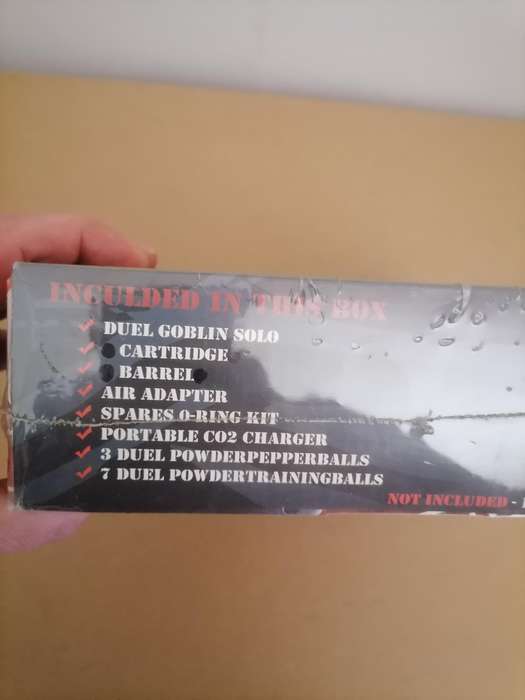 INCULDED IN THIS BOX
DUEL GOBLIN SOLO
CARTRIDGE
BARREL
AIR ADAPTER
SPARES O-RING KIT
PORTABLE CO2 CHARGER
3 DUEL POWDERPEPPERBALLS
7 DUEL POWDERTRAININGBALLS
NOT INCLUDED -